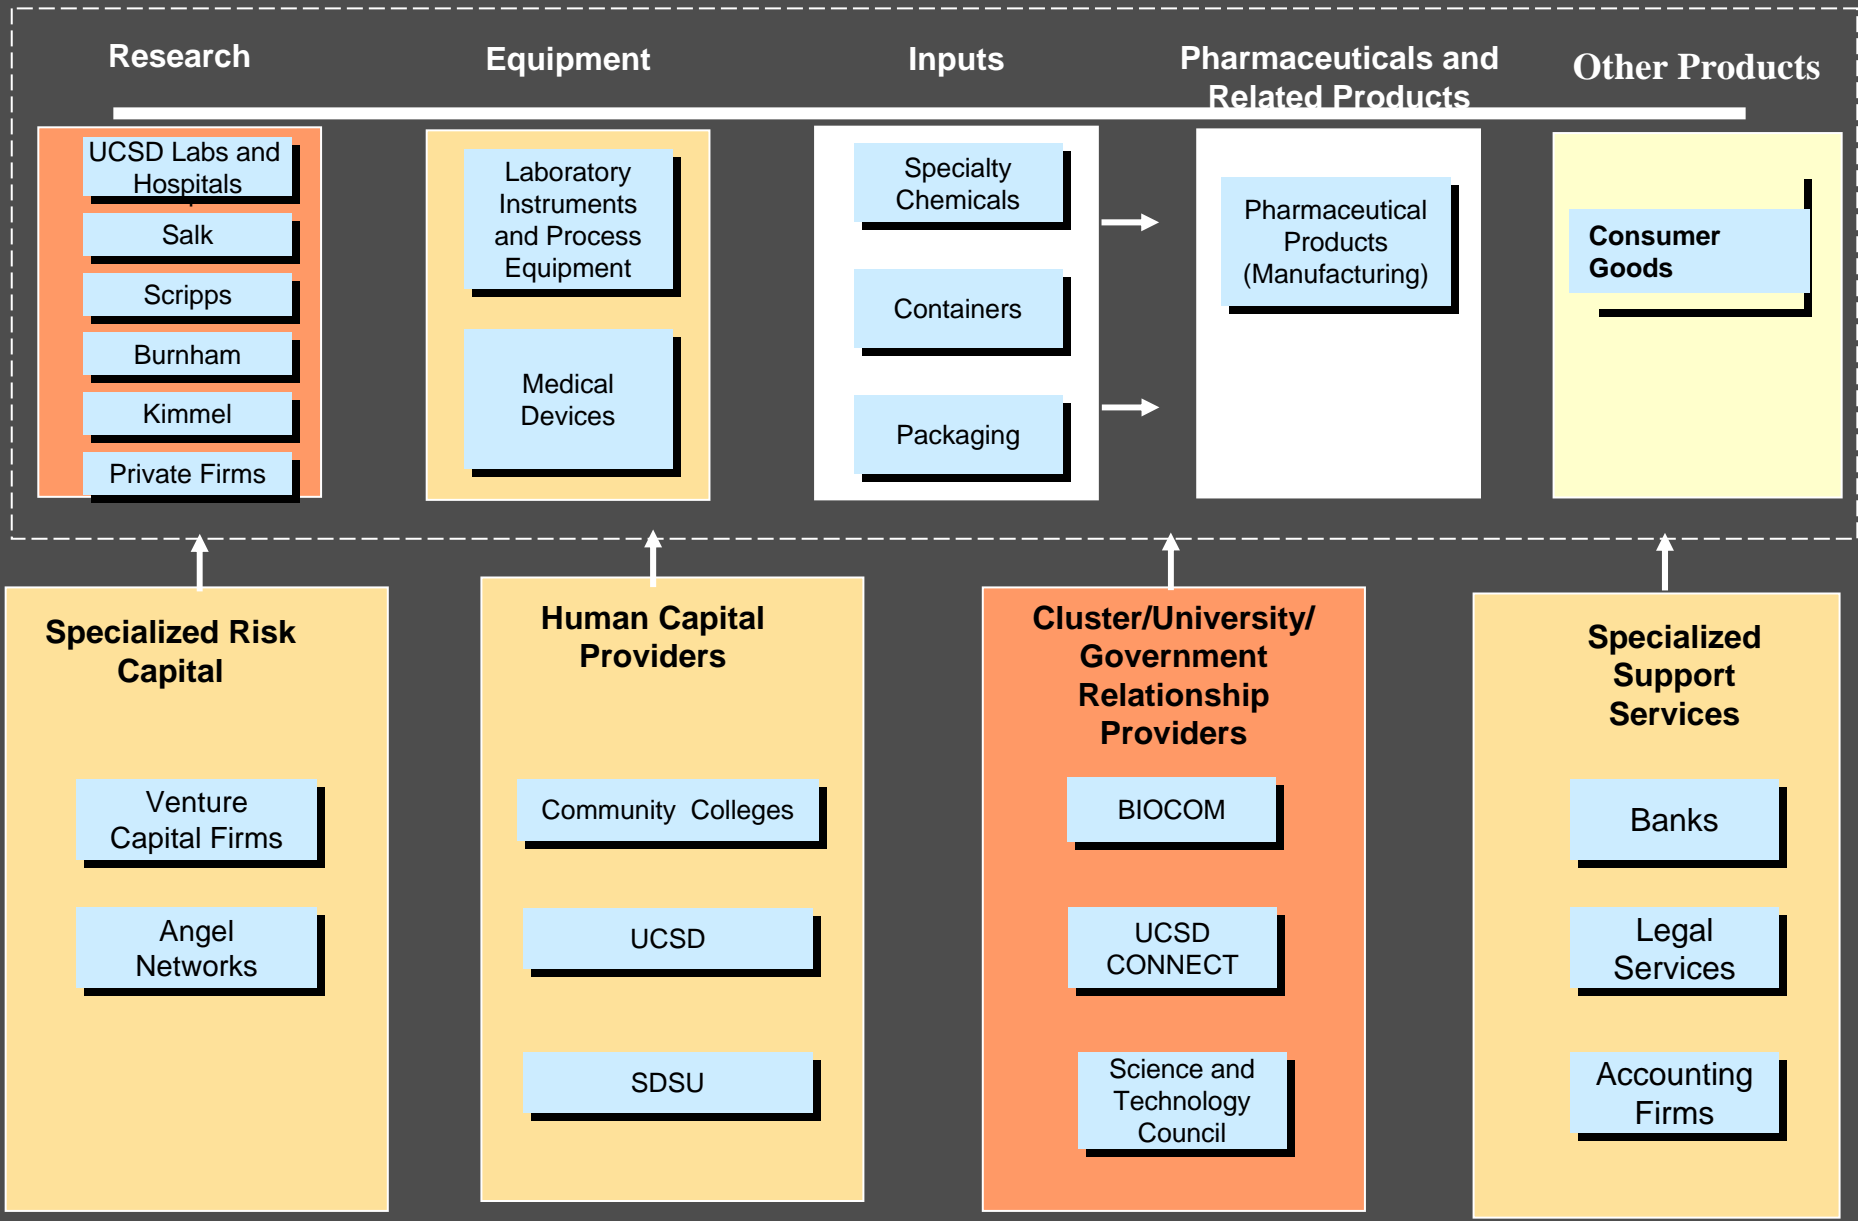 Research
Equipment
Inputs
Pharmaceuticals and
Related Products
Other Products
UCSD Labs and
Hospitals
Salk
Scripps
Burnham
Kimmel
Private Firms
Laboratory
Instruments
and Process
Equipment
Medical
Devices
Specialty
Chemicals
Containers
Packaging
Pharmaceutical
Products
(Manufacturing)
Consumer
Goods
Specialized Risk
Capital
Venture
Capital Firms
Angel
Networks
Human Capital
Providers
Community Colleges
UCSD
SDSU
Cluster/University/
Government
Relationship
Providers
BIOCOM
UCSD
CONNECT
Science and
Technology
Council
Specialized
Support
Services
Banks
Legal
Services
Accounting
Firms